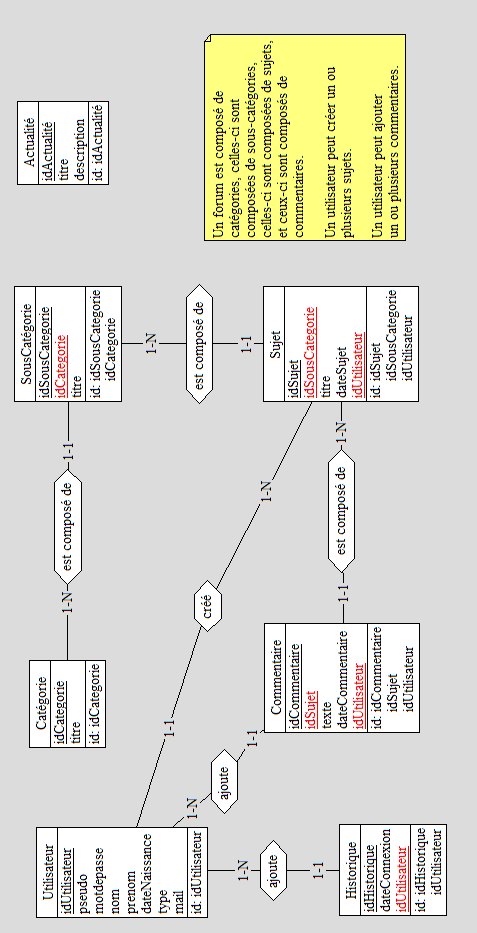 Utilisateur
idUtilisateur
pseudo
motdepasse
nom
prenom
dateNaissance
type
mail
id: idUtilisateur
Catégorie
idCategorie
titre
id: idCategorie
1-N
est composé de
1-1
SousCatégorie
idSousCategorie
idCategorie
titre
id: idSousCategorie
idCategorie
Actualité
idActualité
titre
description
id: idActualité
1-1
créé
1-N
1-N
est composé de
1-1
1-N
ajoute
1-1
Un forum est composé de
catégories, celles-ci sont
composées de sous-catégories,
celles-ci sont composées de sujets,
et ceux-ci sont composés de
commentaires.
Un utilisateur peut créer un ou
plusieurs sujets.
Un utilisateur peut ajouter
un ou plusieurs commentaires.
1-N
ajoute
1-1
Commentaire
idCommentaire
idSujet
texte
dateCommentaire
idUtilisateur
id: idCommentaire
idSujet
idUtilisateur
1-1
est composé de
1-N
Sujet
idSujet
idSousCategorie
titre
dateSujet
idUtilisateur
id: idSujet
idSousCategorie
idUtilisateur
Historique
idHistorique
dateConnexion
idUtilisateur
id: idHistorique
idUtilisateur